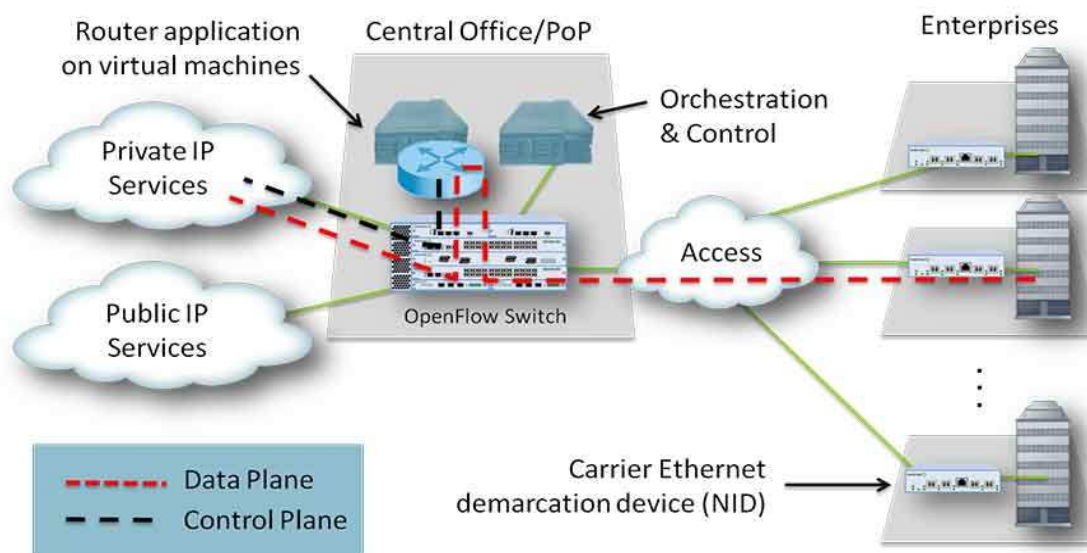 Router application
on virtual machines
Central Office/PoP
Enterprises
Orchestration
& Control
Private IP
Services
Access
OpenFlow Switch
Public IP
Services
Data Plane
Control Plane
Carrier Ethernet
demarcation device (NID)